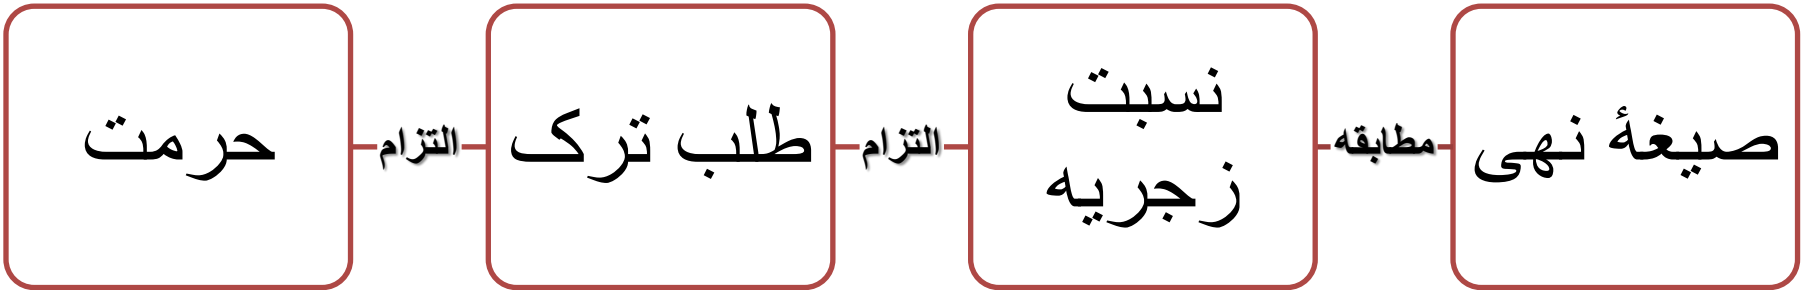 صیغهٔ نهی
مطابقه
نسبت
زجریه
التزام
طلب ترک
التزام
حرمت